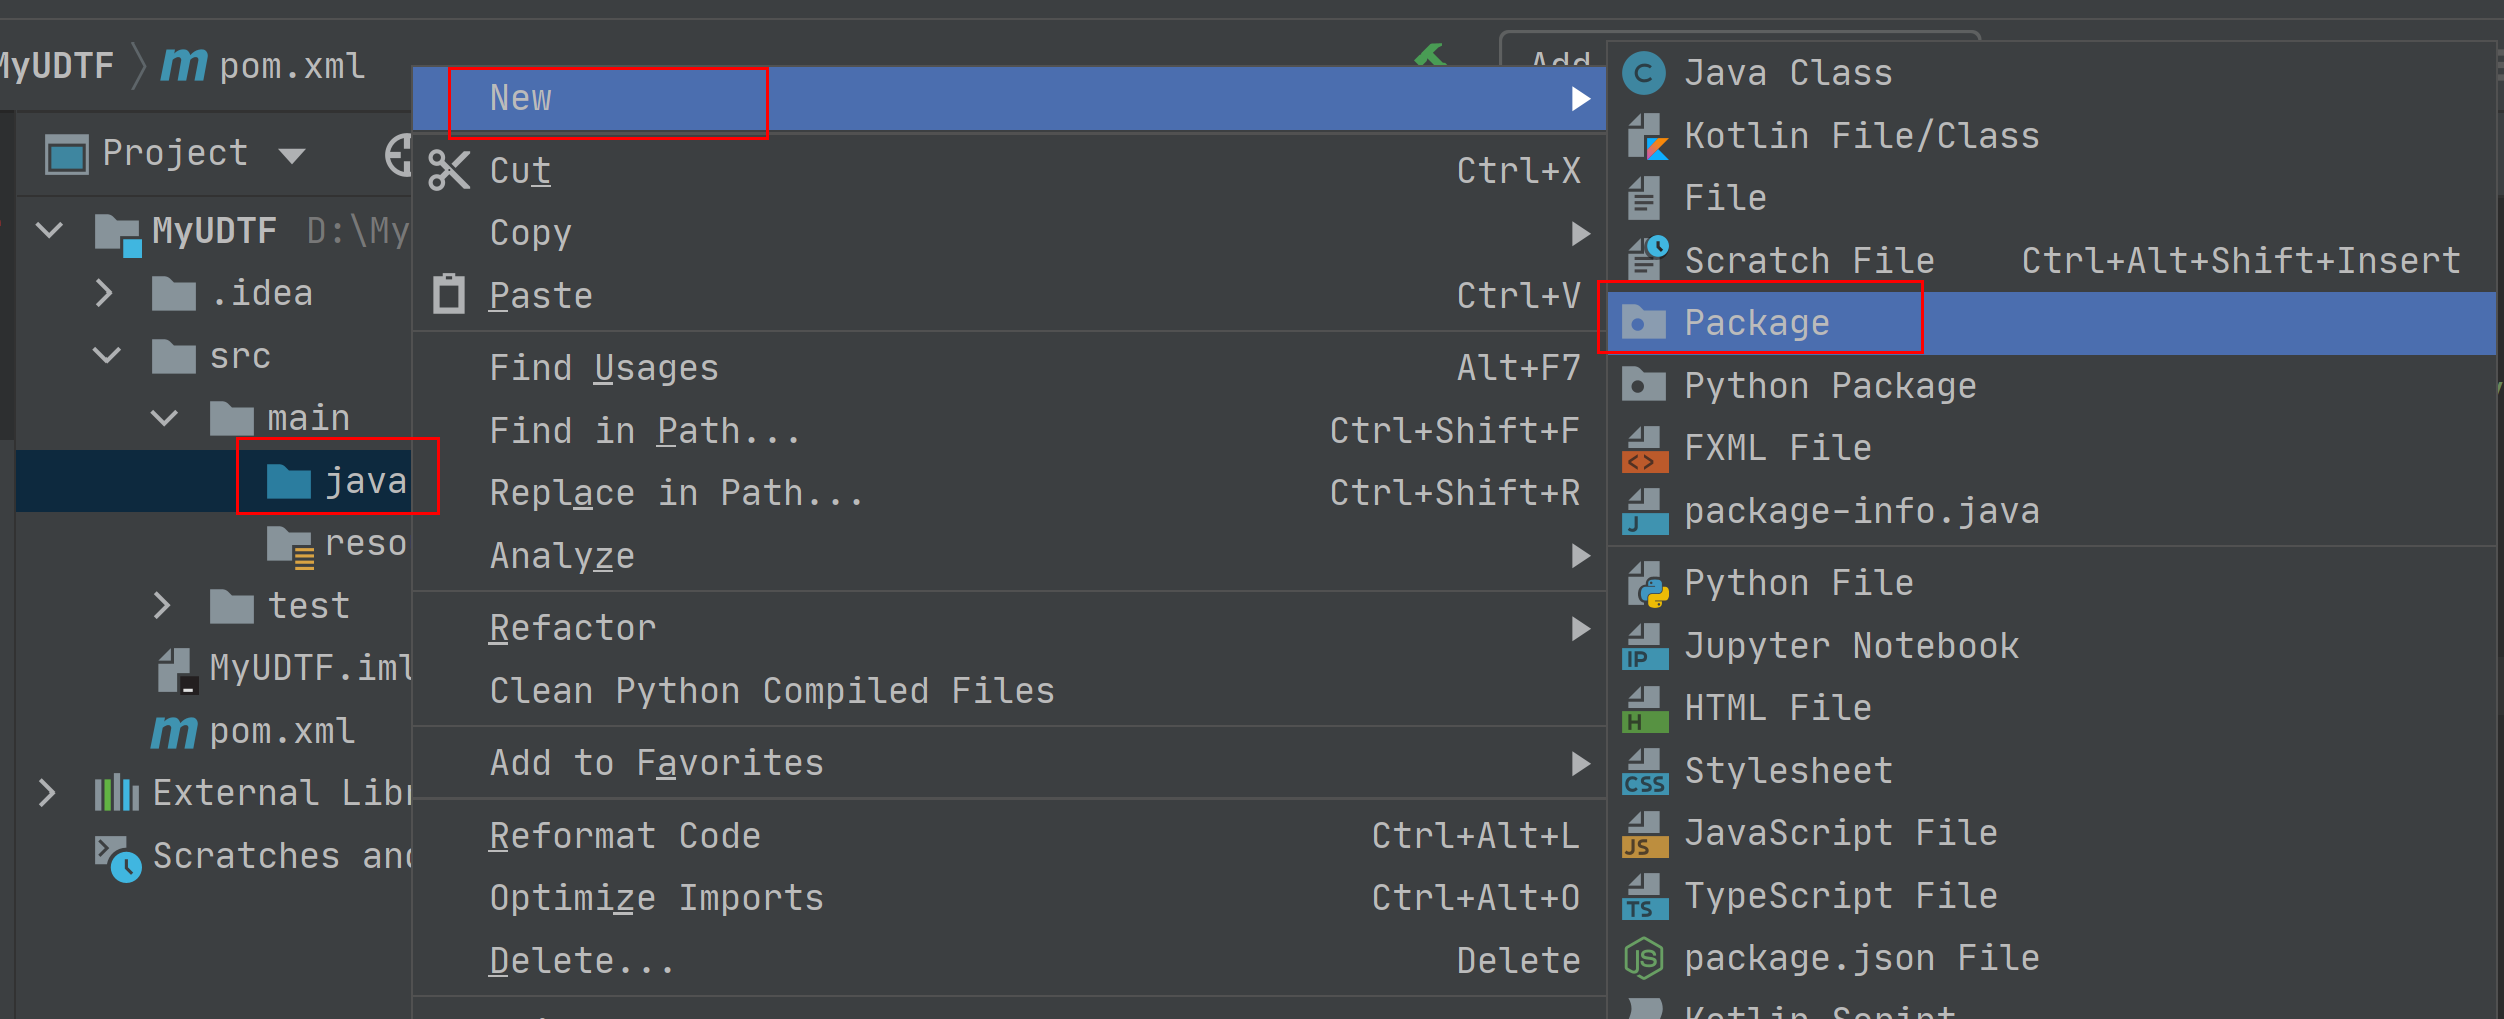 MyUDTF
pom.xml
Project
MyUDTF D:\My
.idea
src
main
java
reso
test
MyUDTF.iml
pom.xml
External Lib
Scratches and
New
Cut Ctrl+X
Copy
Paste Ctrl+V
Find Usages Alt+F7
Find in Path... Ctrl+Shift+F
Replace in Path... Ctrl+Shift+R
Analyze
Refactor
Clean Python Compiled Files
Add to Favorites
Reformat Code Ctrl+Alt+L
Optimize Imports Ctrl+Alt+O
Delete... Delete
Add
Java Class
Kotlin File/Class
File
Scratch File Ctrl+Alt+Shift+Insert
Package
Python Package
FXML File
package-info.java
Python File
Jupyter Notebook
HTML File
Stylesheet
JavaScript File
TypeScript File
package.json File
Kotlin Script